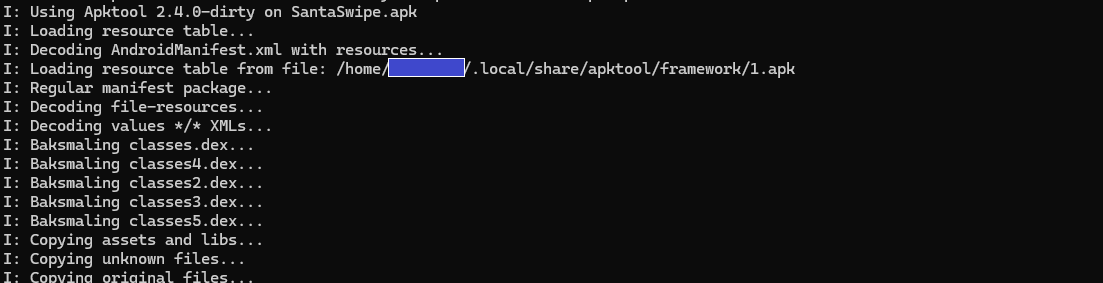 I: Using Apktool 2.4.0-dirty on SantaSwipe.apk
I: Loading resource table...
I: Decoding AndroidManifest.xml with resources...
I: Loading resource table from file: /home/ /.local/share/apktool/framework/1.apk
I: Regular manifest package...
I: Decoding file-resources...
I: Decoding values */* XMLs...
I: Baksmaling classes.dex...
I: Baksmaling classes4.dex...
I: Baksmaling classes2.dex...
I: Baksmaling classes3.dex...
I: Baksmaling classes5.dex...
I: Copying assets and libs...
I: Copying unknown files...
I: Copying original files...